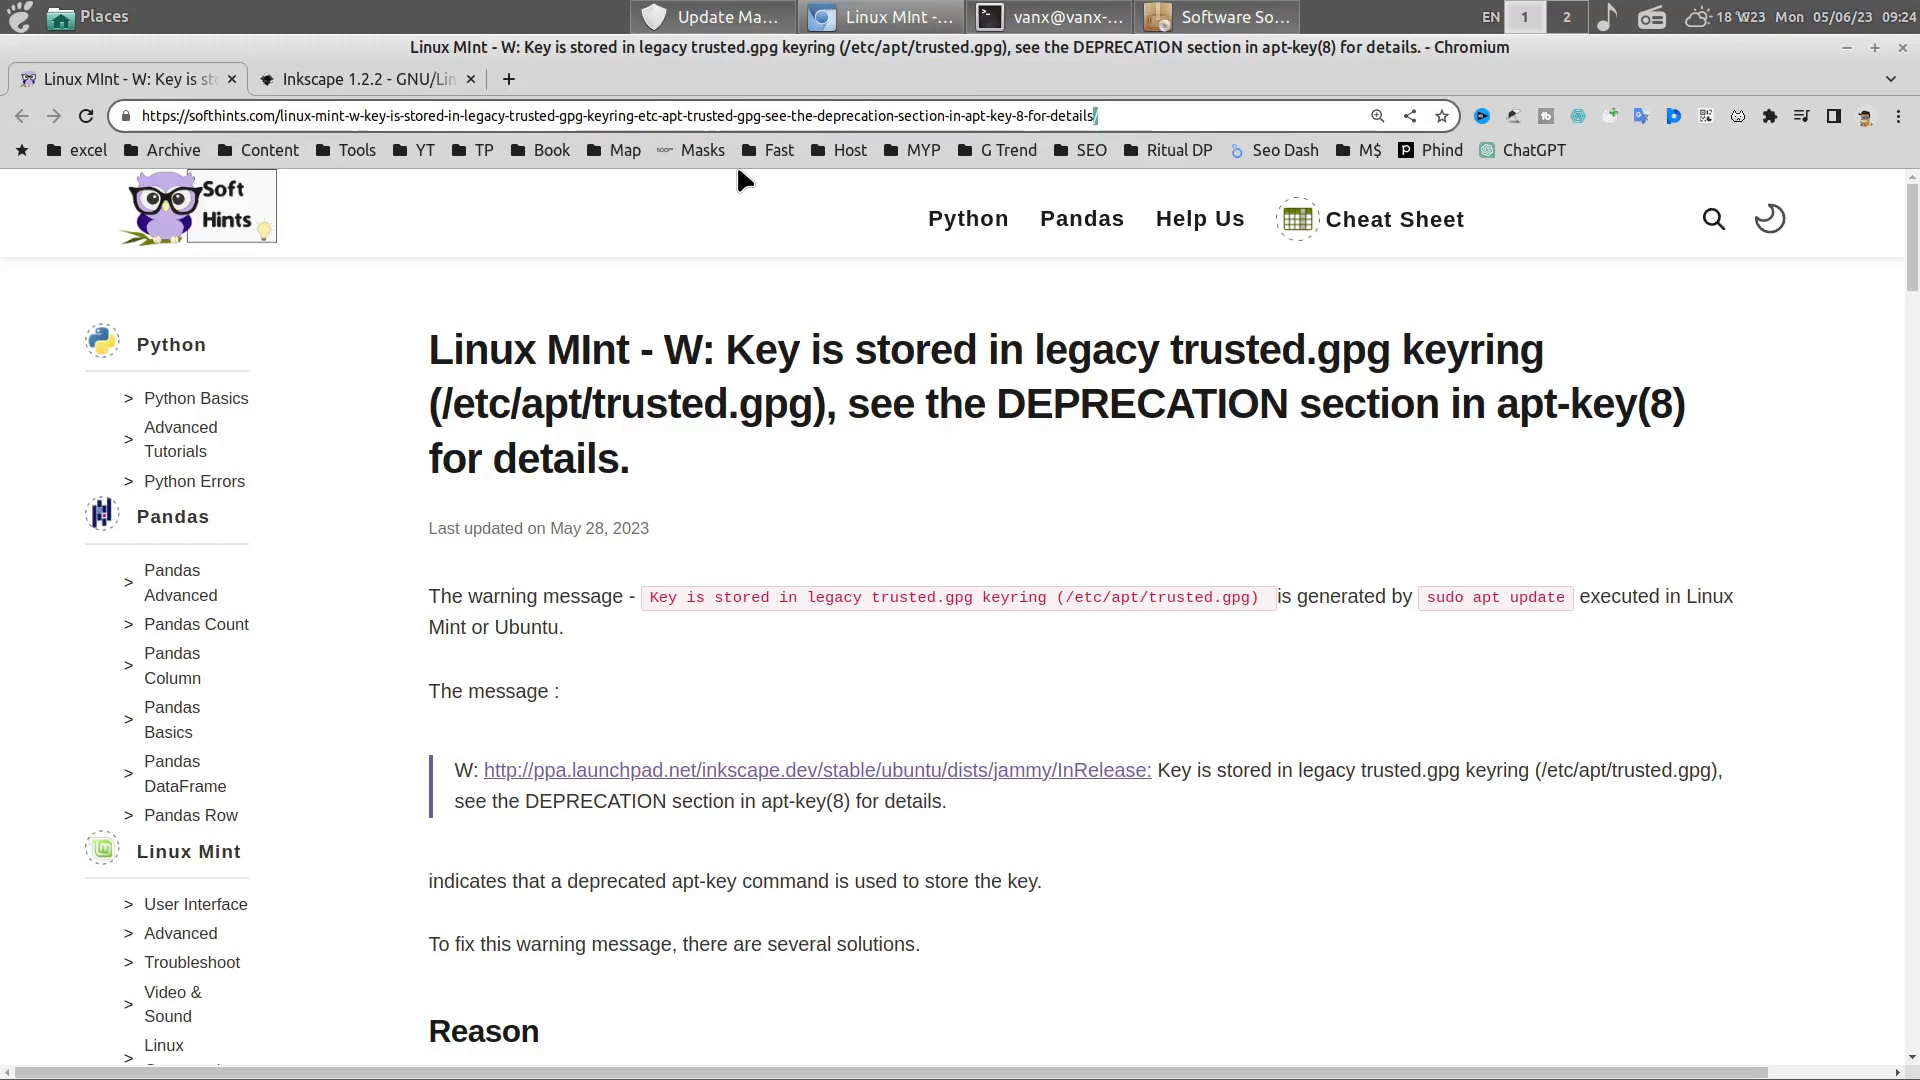 Places
Update Ma...
Linux MInt -...
vanx@vanx-...
Software So...
EN
1
2
18 °
W23
Mon
05/06/23
09:24
Linux MInt - W: Key is stored in legacy trusted.gpg keyring (/etc/apt/trusted.gpg), see the DEPRECATION section in apt-key(8) for details. - Chromium
Linux MInt - W: Key is sto
Inkscape 1.2.2 - GNU/Lin
https://softhints.com/linux-mint-w-key-is-stored-in-legacy-trusted-gpg-keyring-etc-apt-trusted-gpg-see-the-deprecation-section-in-apt-key-8-for-details/
excel
Archive
Content
Tools
YT
TP
Book
Map
Masks
Fast
Host
MYP
G Trend
SEO
Ritual DP
Seo Dash
M$
Phind
ChatGPT
Soft
Hints
Python
Pandas
Help Us
Cheat Sheet
Python
> Python Basics
> Advanced
Tutorials
> Python Errors
Pandas
> Pandas
Advanced
> Pandas Count
> Pandas
Column
> Pandas
Basics
> Pandas
DataFrame
> Pandas Row
Linux Mint
> User Interface
> Advanced
> Troubleshoot
> Video &
Sound
> Linux
Linux MInt - W: Key is stored in legacy trusted.gpg keyring
(/etc/apt/trusted.gpg), see the DEPRECATION section in apt-key(8)
for details.
Last updated on May 28, 2023
The warning message - Key is stored in legacy trusted.gpg keyring (/etc/apt/trusted.gpg) is generated by sudo apt update executed in Linux
Mint or Ubuntu.
The message :
W: http://ppa.launchpad.net/inkscape.dev/stable/ubuntu/dists/jammy/InRelease: Key is stored in legacy trusted.gpg keyring (/etc/apt/trusted.gpg),
see the DEPRECATION section in apt-key(8) for details.
indicates that a deprecated apt-key command is used to store the key.
To fix this warning message, there are several solutions.
Reason